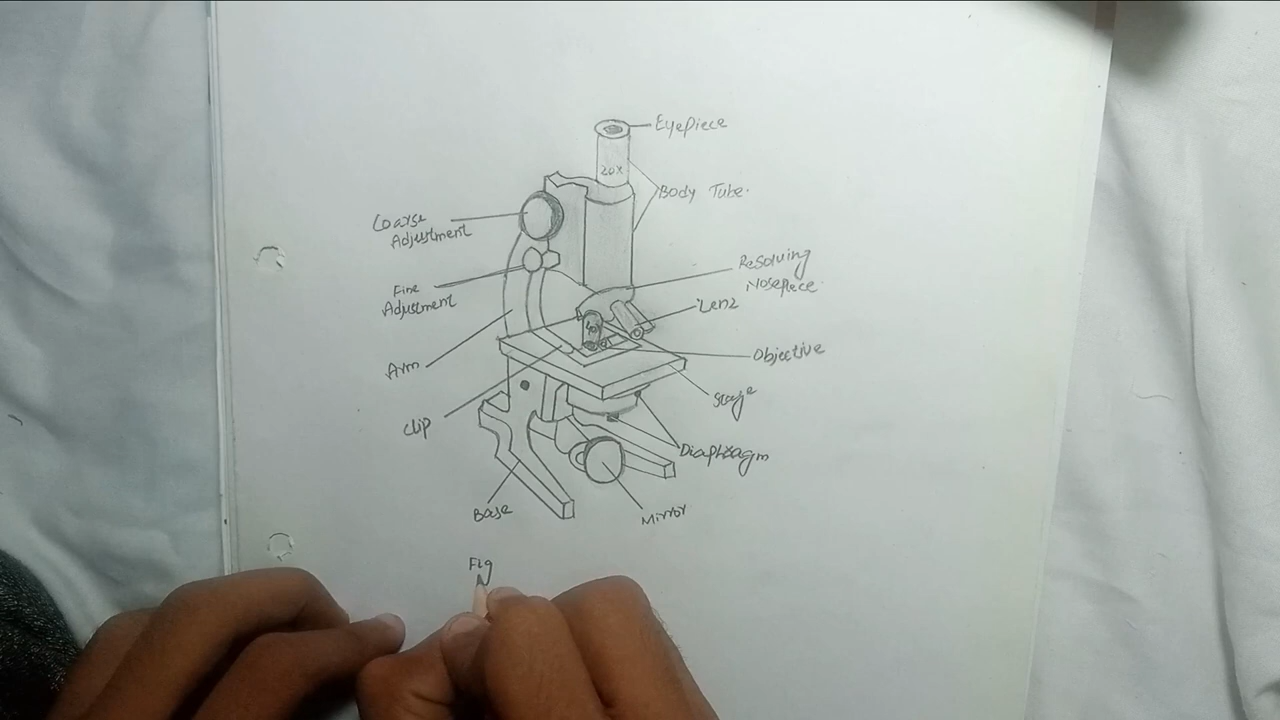 Eyepiece
20x
Body Tube.
Coarse
Adjustment
Resolving
Nosepiece.
Fine
Adjustment
Lenz
Objective
Arm
Stage
Clip
Diaphragm
Base
Mirror
Fig